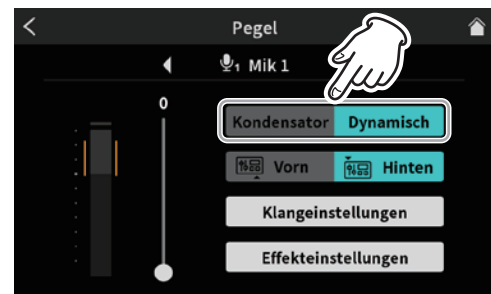 Pegel
Mik 1
0
Kondensator Dynamisch
Vorn Hinten
Klangeinstellungen
Effekteinstellungen